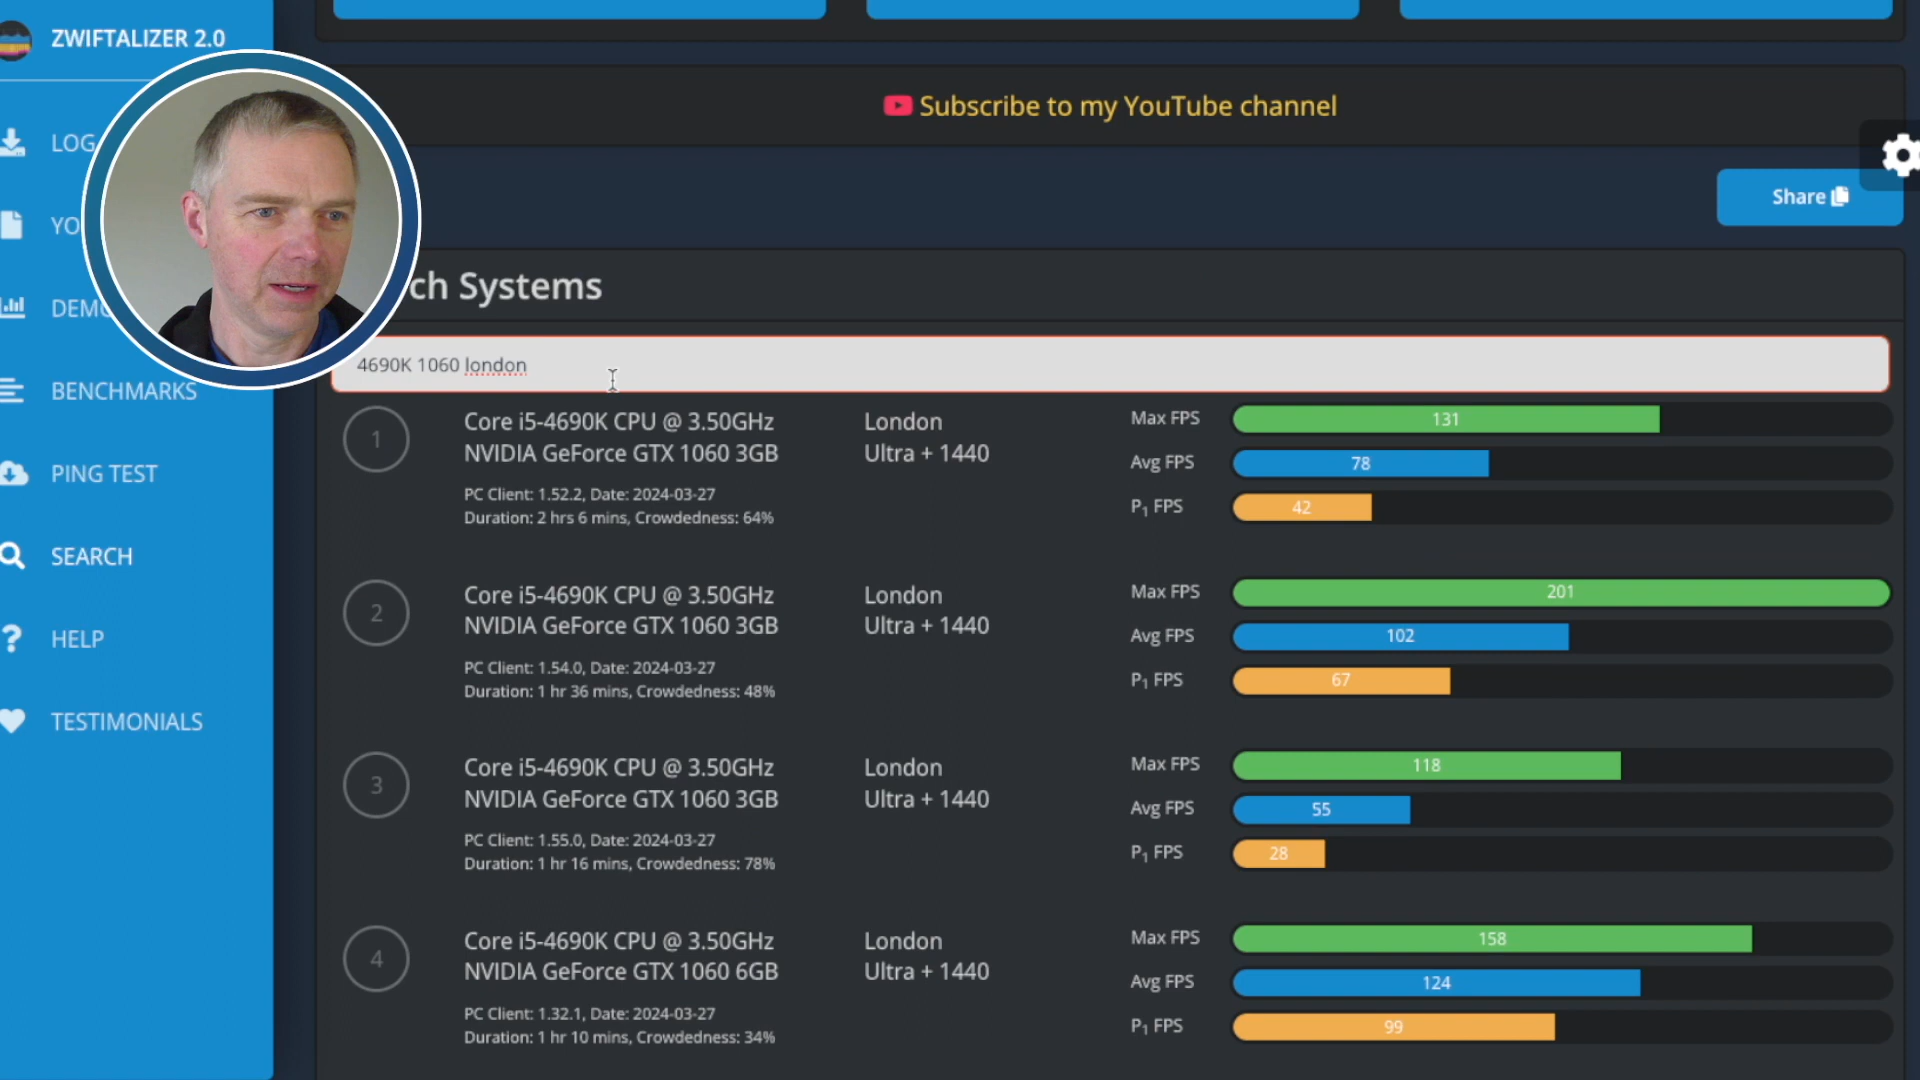 ZWIFTALIZER 2.0
LOG
YO
DEMO
BENCHMARKS
PING TEST
SEARCH
HELP
TESTIMONIALS
Subscribe to my YouTube channel
Share
ch Systems
4690K 1060 london
1
Core i5-4690K CPU @ 3.50GHz
NVIDIA GeForce GTX 1060 3GB
PC Client: 1.52.2, Date: 2024-03-27
Duration: 2 hrs 6 mins, Crowdedness: 64%
London
Ultra + 1440
Max FPS 131
Avg FPS 78
P1 FPS 42
2
Core i5-4690K CPU @ 3.50GHz
NVIDIA GeForce GTX 1060 3GB
PC Client: 1.54.0, Date: 2024-03-27
Duration: 1 hr 36 mins, Crowdedness: 48%
London
Ultra + 1440
Max FPS 201
Avg FPS 102
P1 FPS 67
3
Core i5-4690K CPU @ 3.50GHz
NVIDIA GeForce GTX 1060 3GB
PC Client: 1.55.0, Date: 2024-03-27
Duration: 1 hr 16 mins, Crowdedness: 78%
London
Ultra + 1440
Max FPS 118
Avg FPS 55
P1 FPS 28
4
Core i5-4690K CPU @ 3.50GHz
NVIDIA GeForce GTX 1060 6GB
PC Client: 1.32.1, Date: 2024-03-27
Duration: 1 hr 10 mins, Crowdedness: 34%
London
Ultra + 1440
Max FPS 158
Avg FPS 124
P1 FPS 99